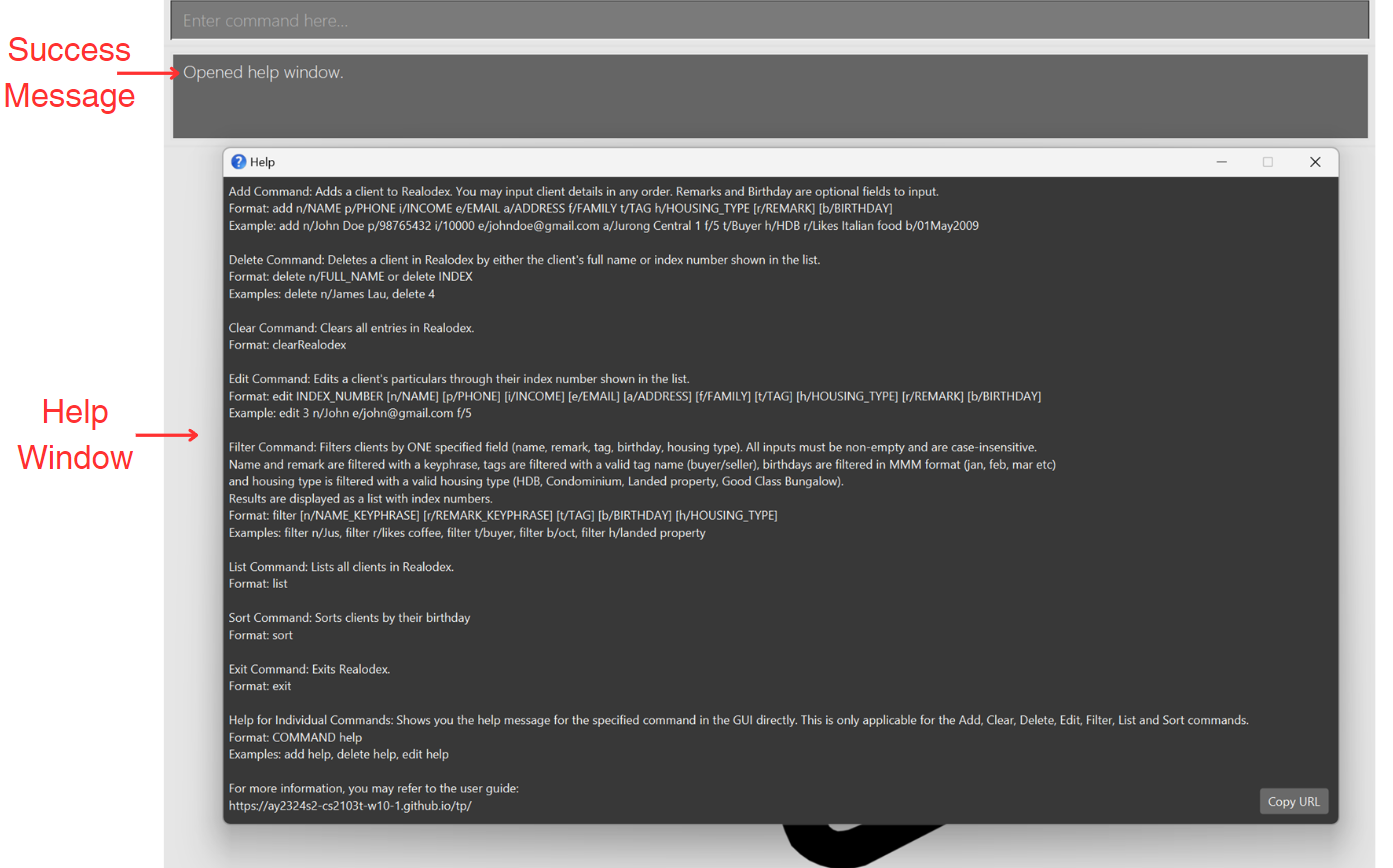 Enter command here...
Success
Message
Opened help window.
Help
Add Command: Adds a client to Realodex. You may input client details in any order. Remarks and Birthday are optional fields to input.
Format: add n/NAME p/PHONE i/INCOME e/EMAIL a/ADDRESS f/FAMILY t/TAG h/HOUSING_TYPE [r/REMARK] [b/BIRTHDAY]
Example: add n/John Doe p/98765432 i/10000 e/johndoe@gmail.com a/Jurong Central 1 f/5 t/Buyer h/HDB r/Likes Italian food b/01May2009
Delete Command: Deletes a client in Realodex by either the client's full name or index number shown in the list.
Format: delete n/FULL_NAME or delete INDEX
Examples: delete n/James Lau, delete 4
Clear Command: Clears all entries in Realodex.
Format: clearRealodex
Edit Command: Edits a client's particulars through their index number shown in the list.
Format: edit INDEX_NUMBER [n/NAME] [p/PHONE] [i/INCOME] [e/EMAIL] [a/ADDRESS] [f/FAMILY] [t/TAG] [h/HOUSING_TYPE] [r/REMARK] [b/BIRTHDAY]
Example: edit 3 n/John e/john@gmail.com f/5
Help
Window
Filter Command: Filters clients by ONE specified field (name, remark, tag, birthday, housing type). All inputs must be non-empty and are case-insensitive.
Name and remark are filtered with a keyphrase, tags are filtered with a valid tag name (buyer/seller), birthdays are filtered in MMM format (jan, feb, mar etc)
and housing type is filtered with a valid housing type (HDB, Condominium, Landed property, Good Class Bungalow).
Results are displayed as a list with index numbers.
Format: filter [n/NAME_KEYPHRASE] [r/REMARK_KEYPHRASE] [t/TAG] [b/BIRTHDAY] [h/HOUSING_TYPE]
Examples: filter n/Jus, filter r/likes coffee, filter t/buyer, filter b/oct, filter h/landed property
List Command: Lists all clients in Realodex.
Format: list
Sort Command: Sorts clients by their birthday
Format: sort
Exit Command: Exits Realodex.
Format: exit
Help for Individual Commands: Shows you the help message for the specified command in the GUI directly. This is only applicable for the Add, Clear, Delete, Edit, Filter, List and Sort commands.
Format: COMMAND help
Examples: add help, delete help, edit help
For more information, you may refer to the user guide:
https://ay2324s2-cs2103t-w10-1.github.io/tp/
Copy URL